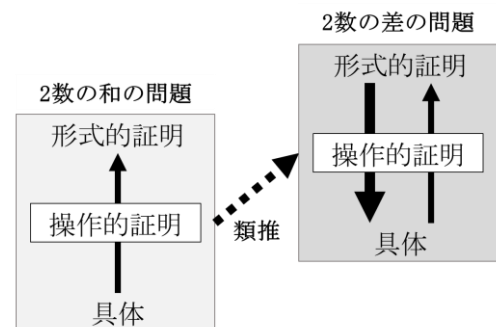 2数の和の問題
形式的証明
操作的証明
具体
類推
2数の差の問題
形式的証明
操作的証明
具体